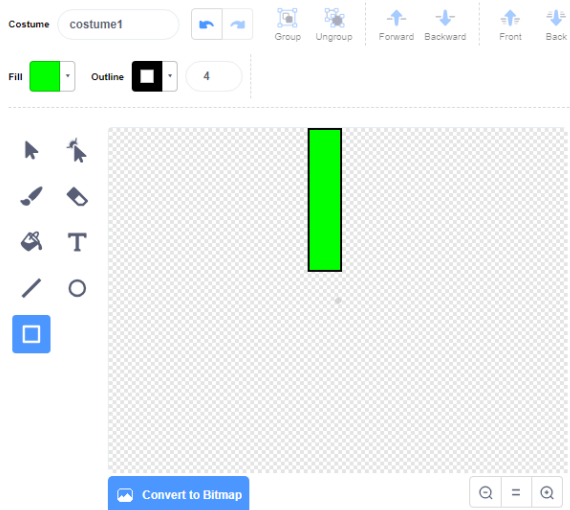 Costume costume1
Group Ungroup Forward Backward Front Back
Fill Outline 4
T
Convert to Bitmap